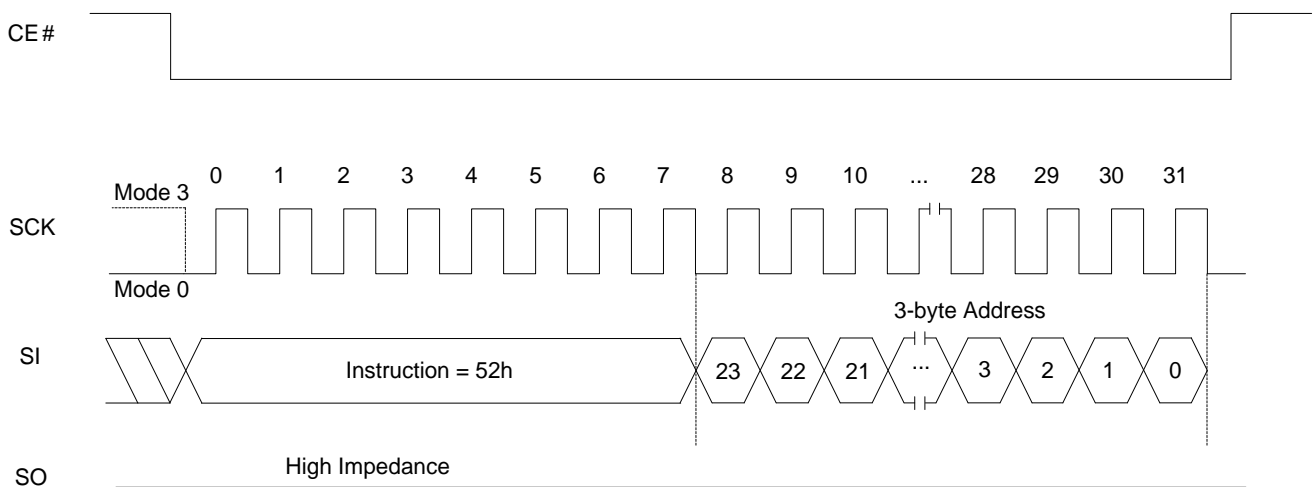 CE#
0 1 2 3 4 5 6 7 8 9 10 ... 28 29 30 31
Mode 3
SCK
Mode 0
3-byte Address
SI
Instruction = 52h 23 22 21 ... 3 2 1 0
High Impedance
SO